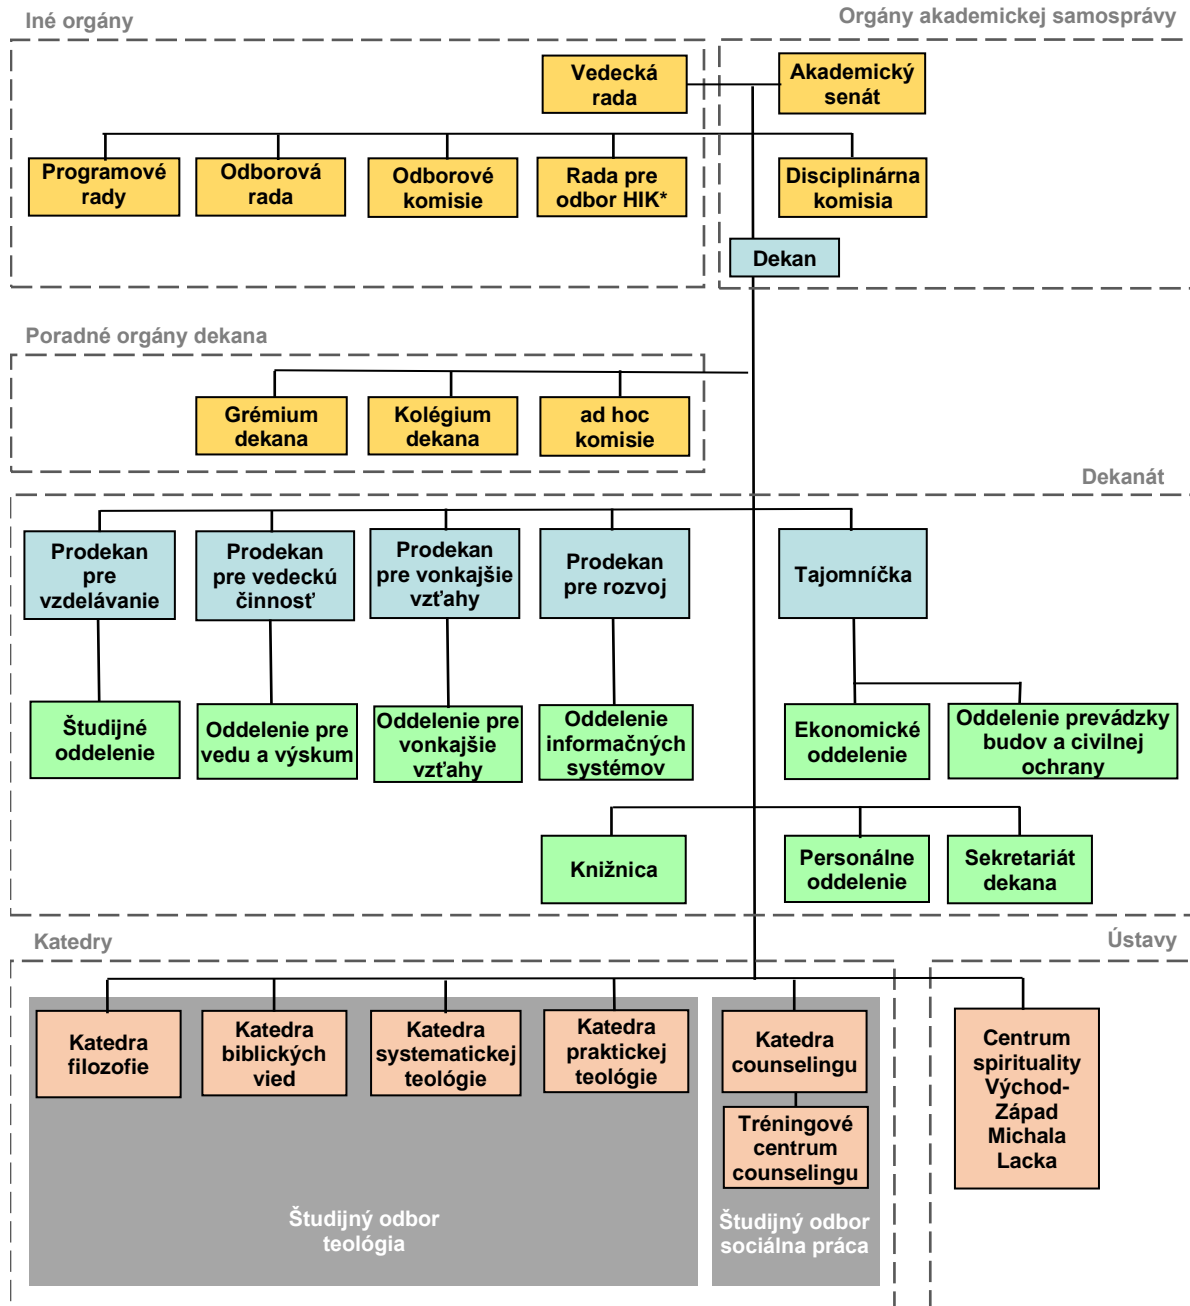 Iné orgány
Orgány akademickej samosprávy
Vedecká
rada
Akademický
senát
Programové
rady
Odborová
rada
Odborové
komisie
Rada pre
odbor HIK*
Disciplinárna
komisia
Dekan
Poradné orgány dekana
Grémium
dekana
Kolégium
dekana
ad hoc
komisie
Dekanát
Prodekan
pre
vzdelávanie
Prodekan
pre vedeckú
činnosť
Prodekan
pre vonkajšie
vzťahy
Prodekan
pre rozvoj
Tajomníčka
Študijné
oddelenie
Oddelenie pre
vedu a výskum
Oddelenie pre
vonkajšie
vzťahy
Oddelenie
informačných
systémov
Ekonomické
oddelenie
Oddelenie prevádzky
budov a civilnej
ochrany
Knižnica
Personálne
oddelenie
Sekretariát
dekana
Katedry
Ústavy
Katedra
filozofie
Katedra
biblických
vied
Katedra
systematickej
teológie
Katedra
praktickej
teológie
Katedra
counselingu
Tréningové
centrum
counselingu
Centrum
spirituality
Východ-
Západ
Michala
Lacka
Študijný odbor
teológia
Študijný odbor
sociálna práca